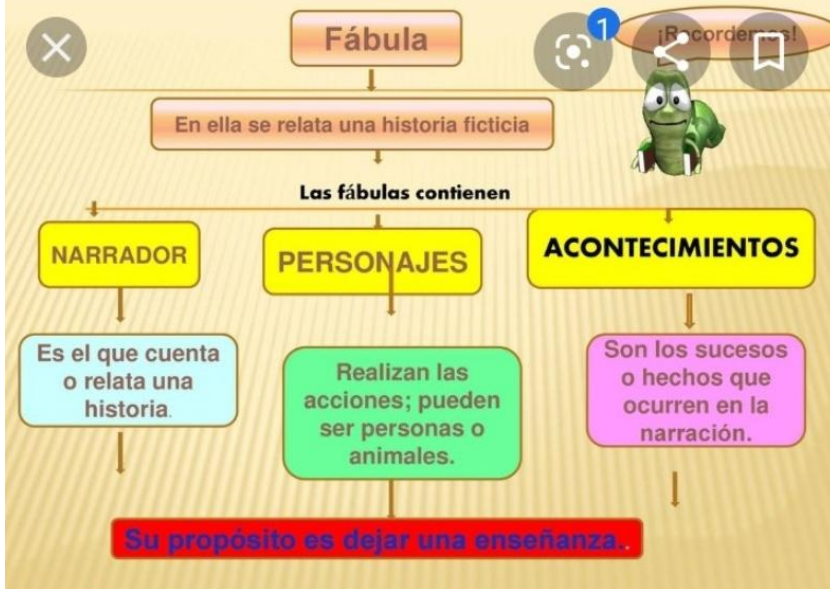 Fábula
1
¡Recordemos!
En ella se relata una historia ficticia
Las fábulas contienen
NARRADOR
PERSONAJES
ACONTECIMIENTOS
Es el que cuenta
o relata una
historia.
Realizan las
acciones; pueden
ser personas o
animales.
Son los sucesos
o hechos que
ocurren en la
narración.
Su propósito es dejar una enseñanza..